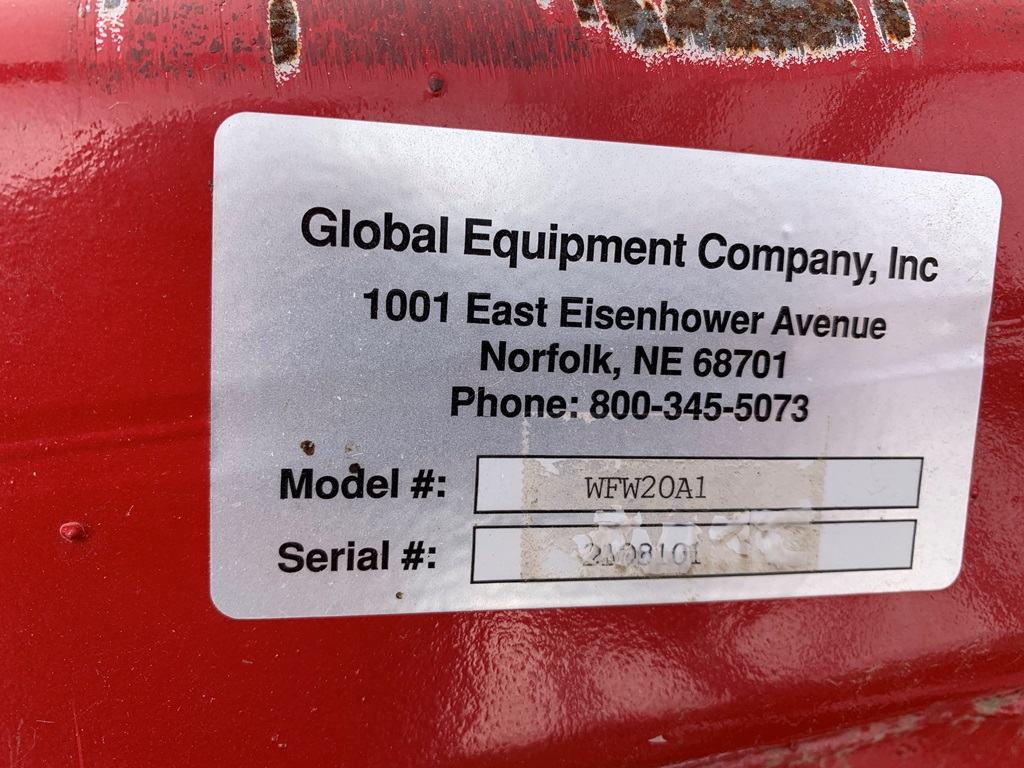 Global Equipment Company, Inc
1001 East Eisenhower Avenue
Norfolk, NE 68701
Phone: 800-345-5073
Model #: WFW20A1
Serial #: